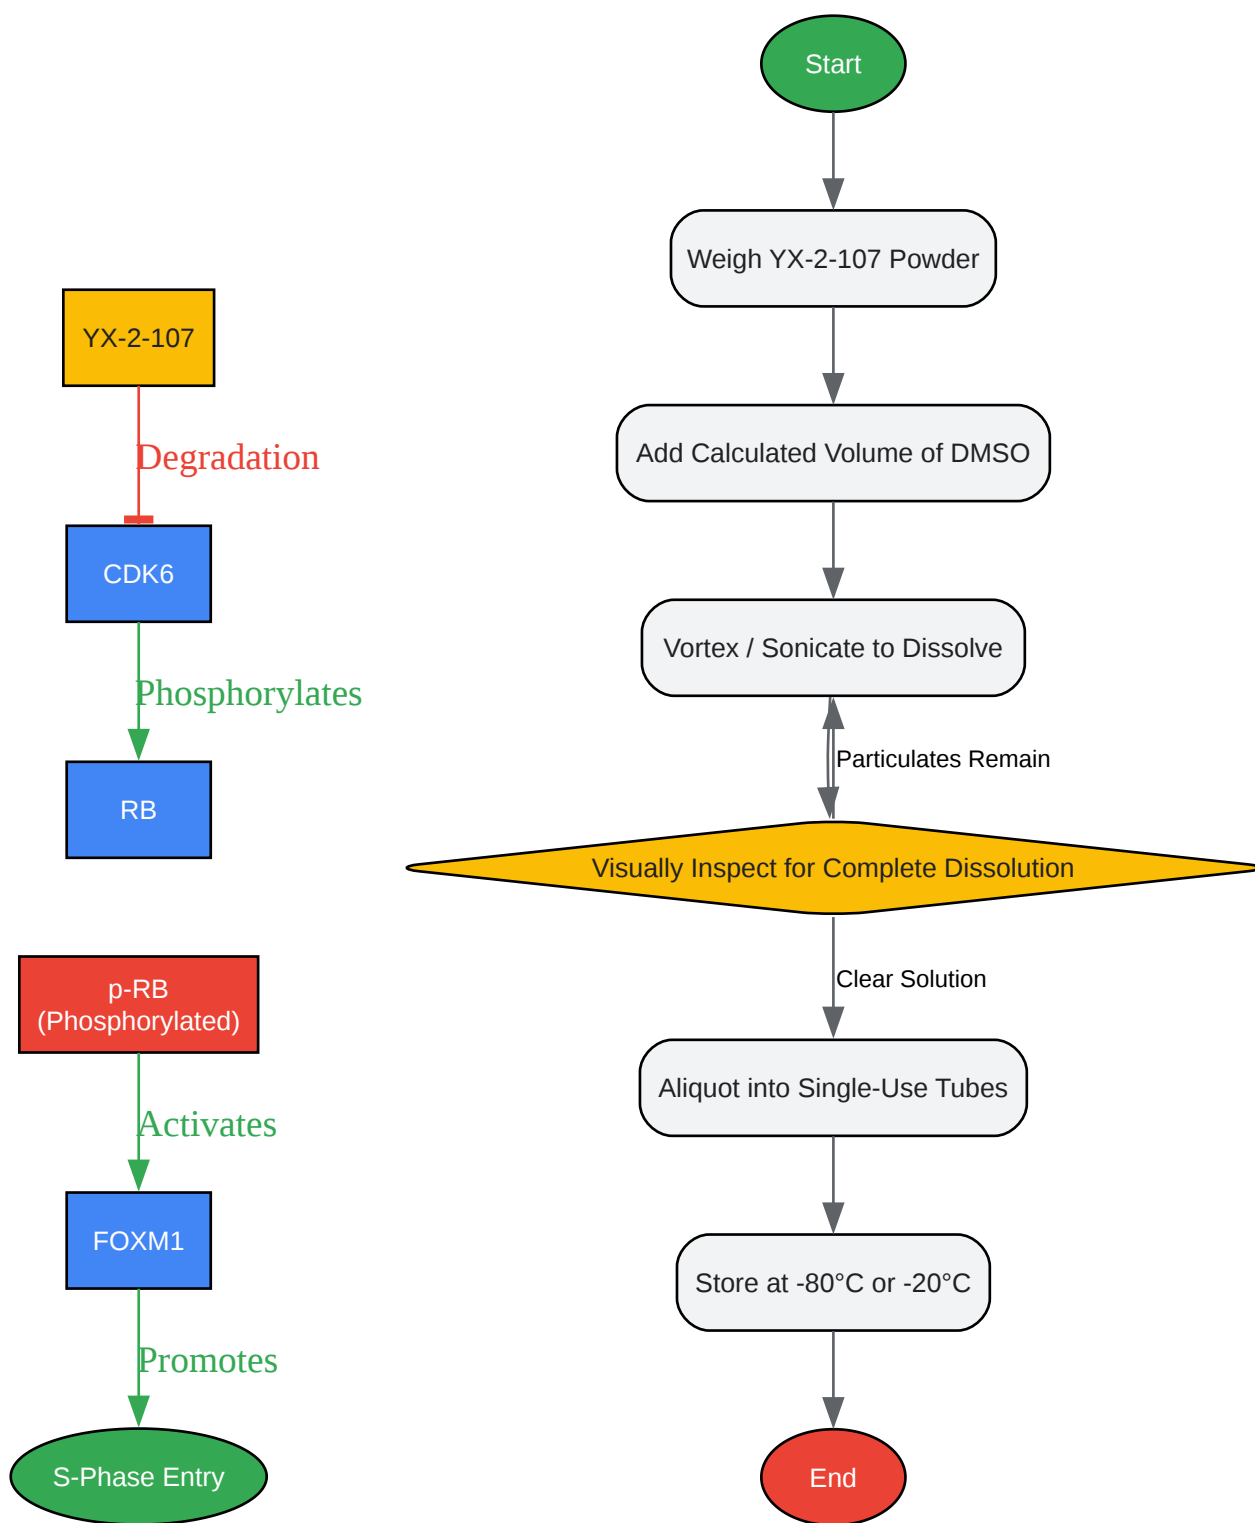 YX-2-107
Degradation
CDK6
Phosphorylates
RB
p-RB
(Phosphorylated)
Activates
FOXM1
Promotes
S-Phase Entry
Start
Weigh YX-2-107 Powder
Add Calculated Volume of DMSO
Vortex / Sonicate to Dissolve
Particulates Remain
Visually Inspect for Complete Dissolution
Clear Solution
Aliquot into Single-Use Tubes
Store at -80°C or -20°C
End